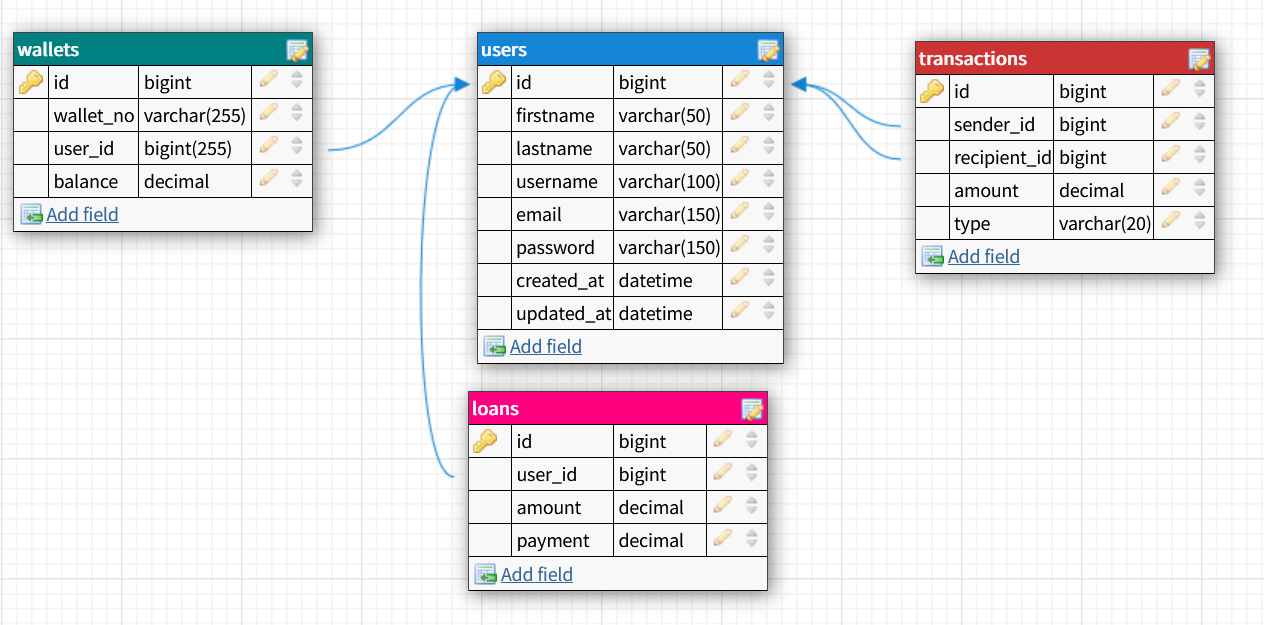 wallets
id bigint
wallet_no varchar(255)
user_id bigint(255)
balance decimal
Add field
users
id bigint
firstname varchar(50)
lastname varchar(50)
username varchar(100)
email varchar(150)
password varchar(150)
created_at datetime
updated_at datetime
Add field
transactions
id bigint
sender_id bigint
recipient_id bigint
amount decimal
type varchar(20)
Add field
loans
id bigint
user_id bigint
amount decimal
payment decimal
Add field